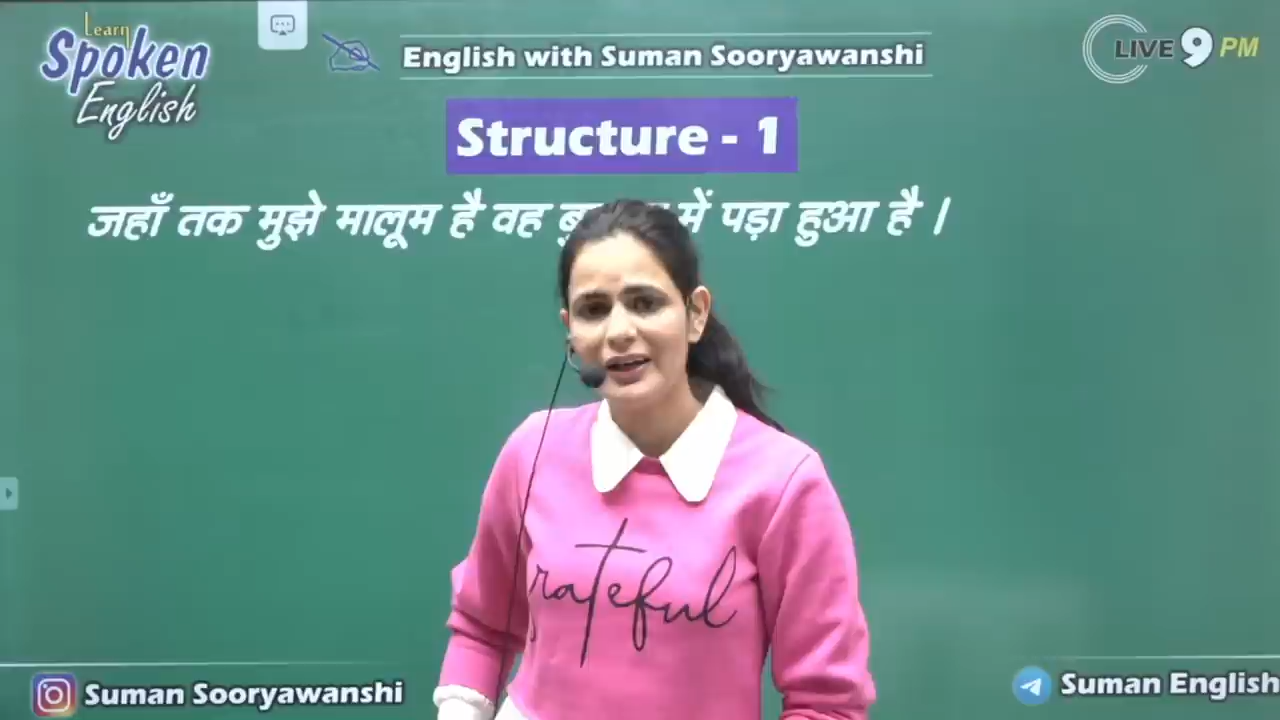 Learn
Spoken
English
English with Suman Sooryawanshi
LIVE 9 PM
Structure - 1
जहाँ तक मुझे मालूम है वह में पड़ा हुआ है ।
rateful
Suman Sooryawanshi
Suman English